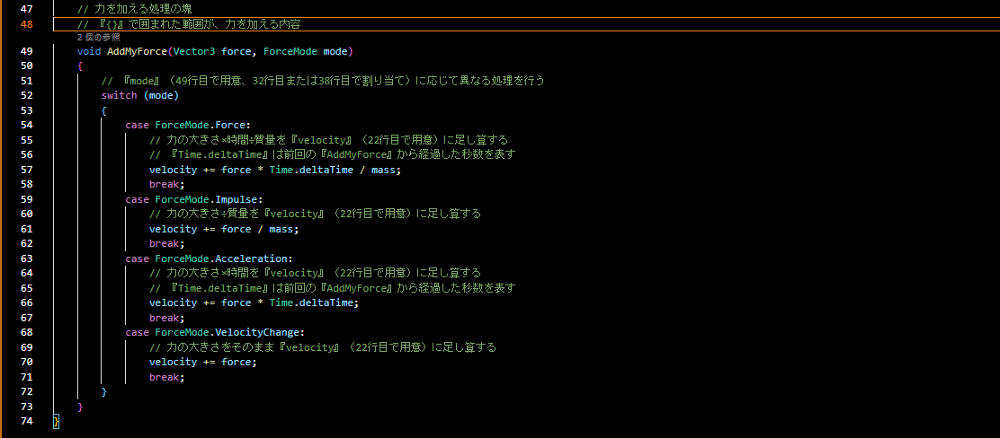 47 // 力を加える処理の塊
48 // 『{}』で囲まれた範囲が、力を加える内容
2 個の参照
49 void AddMyForce(Vector3 force, ForceMode mode)
50 {
51 // 『mode』（49行目で用意、32行目または38行目で割り当て）に応じて異なる処理を行う
52 switch (mode)
53 {
54 case ForceMode.Force:
55 // 力の大きさ×時間÷質量を『velocity』（22行目で用意）に足し算する
56 // 『Time.deltaTime』は前回の『AddMyForce』から経過した秒数を表す
57 velocity += force * Time.deltaTime / mass;
58 break;
59 case ForceMode.Impulse:
60 // 力の大きさ÷質量を『velocity』（22行目で用意）に足し算する
61 velocity += force / mass;
62 break;
63 case ForceMode.Acceleration:
64 // 力の大きさ×時間を『velocity』（22行目で用意）に足し算する
65 // 『Time.deltaTime』は前回の『AddMyForce』から経過した秒数を表す
66 velocity += force * Time.deltaTime;
67 break;
68 case ForceMode.VelocityChange:
69 // 力の大きさをそのまま『velocity』（22行目で用意）に足し算する
70 velocity += force;
71 break;
72 }
73 }
74 }